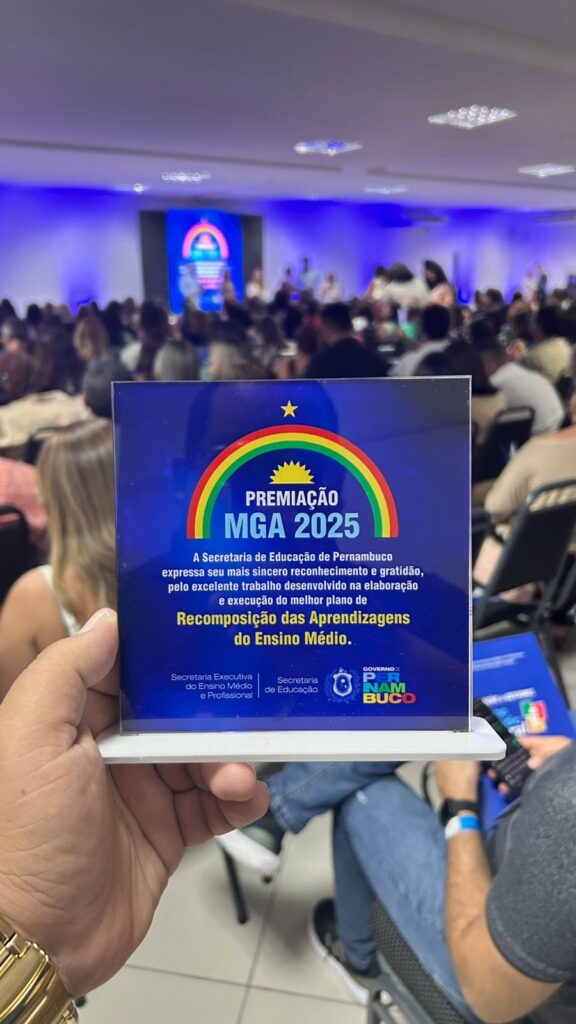 PREMIAÇÃO
MGA 2025
A Secretaria de Educação de Pernambuco
expressa seu mais sincero reconhecimento e gratidão,
pelo excelente trabalho desenvolvido na elaboração
e execução do melhor plano de
Recomposição das Aprendizagens
do Ensino Médio.
Secretaria Executiva
do Ensino Médio
e Profissional
Secretaria
de Educação
GOVERNO DE
PER
NAM
BUCO